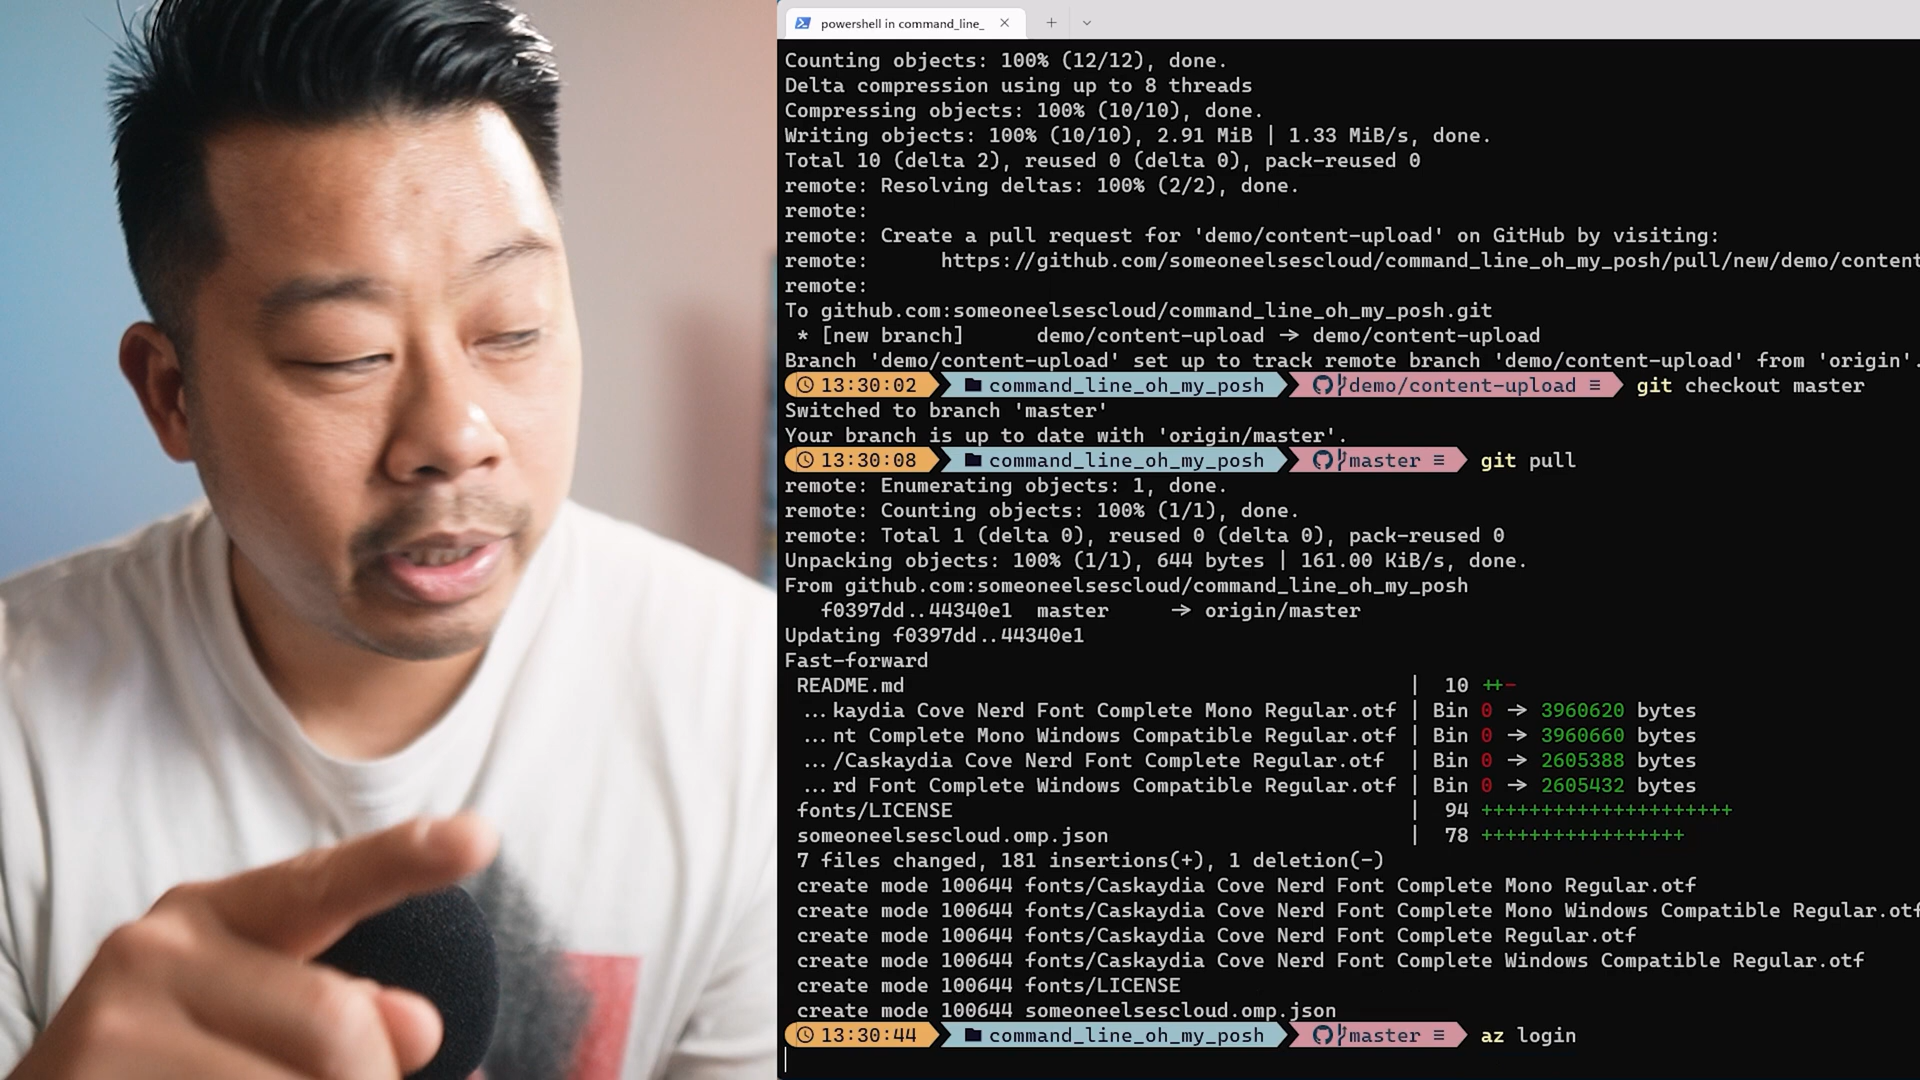 powershell in command_line_
Counting objects: 100% (12/12), done.
Delta compression using up to 8 threads
Compressing objects: 100% (10/10), done.
Writing objects: 100% (10/10), 2.91 MiB | 1.33 MiB/s, done.
Total 10 (delta 2), reused 0 (delta 0), pack-reused 0
remote: Resolving deltas: 100% (2/2), done.
remote:
remote: Create a pull request for 'demo/content-upload' on GitHub by visiting:
remote:      https://github.com/someoneelsescloud/command_line_oh_my_posh/pull/new/demo/content
remote:
To github.com:someoneelsescloud/command_line_oh_my_posh.git
 * [new branch]      demo/content-upload → demo/content-upload
Branch 'demo/content-upload' set up to track remote branch 'demo/content-upload' from 'origin'.
13:30:02 command_line_oh_my_posh demo/content-upload ≡ git checkout master
Switched to branch 'master'
Your branch is up to date with 'origin/master'.
13:30:08 command_line_oh_my_posh master ≡ git pull
remote: Enumerating objects: 1, done.
remote: Counting objects: 100% (1/1), done.
remote: Total 1 (delta 0), reused 0 (delta 0), pack-reused 0
Unpacking objects: 100% (1/1), 644 bytes | 161.00 KiB/s, done.
From github.com:someoneelsescloud/command_line_oh_my_posh
   f0397dd..44340e1  master     → origin/master
Updating f0397dd..44340e1
Fast-forward
 README.md                                          |  10 ++-
 ...kaydia Cove Nerd Font Complete Mono Regular.otf | Bin 0 → 3960620 bytes
 ...nt Complete Mono Windows Compatible Regular.otf | Bin 0 → 3960660 bytes
 .../Caskaydia Cove Nerd Font Complete Regular.otf  | Bin 0 → 2605388 bytes
 ...rd Font Complete Windows Compatible Regular.otf | Bin 0 → 2605432 bytes
 fonts/LICENSE                                      |  94 +++++++++++++++++++++
 someoneelsescloud.omp.json                         |  78 +++++++++++++++++
 7 files changed, 181 insertions(+), 1 deletion(-)
 create mode 100644 fonts/Caskaydia Cove Nerd Font Complete Mono Regular.otf
 create mode 100644 fonts/Caskaydia Cove Nerd Font Complete Mono Windows Compatible Regular.otf
 create mode 100644 fonts/Caskaydia Cove Nerd Font Complete Regular.otf
 create mode 100644 fonts/Caskaydia Cove Nerd Font Complete Windows Compatible Regular.otf
 create mode 100644 fonts/LICENSE
 create mode 100644 someoneelsescloud.omp.json
13:30:44 command_line_oh_my_posh master ≡ az login